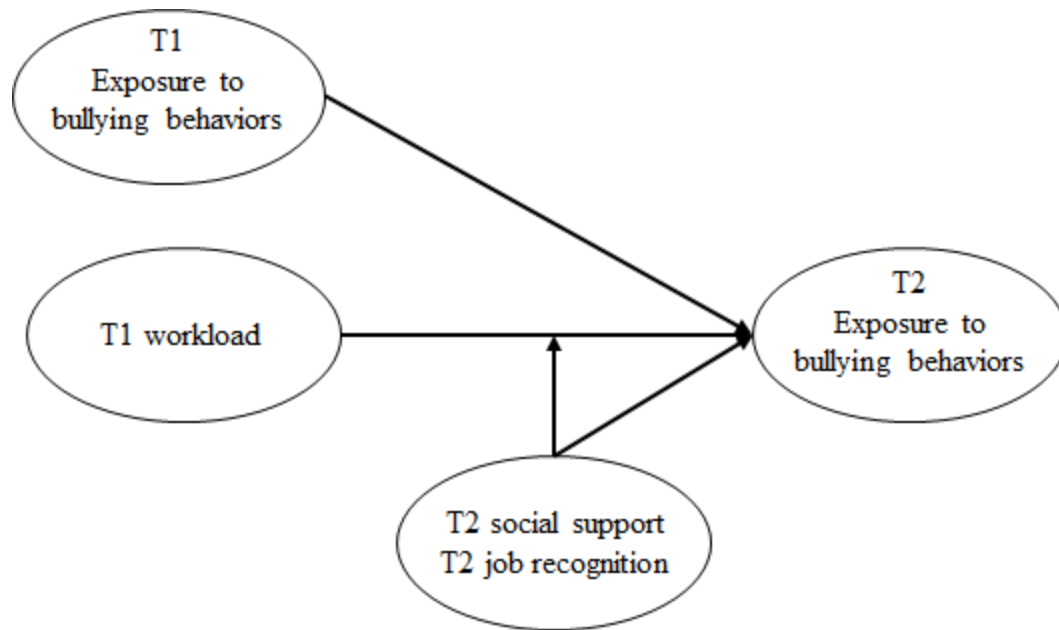 T1
Exposure to
bullying behaviors
T1 workload
T2
Exposure to
bullying behaviors
T2 social support
T2 job recognition